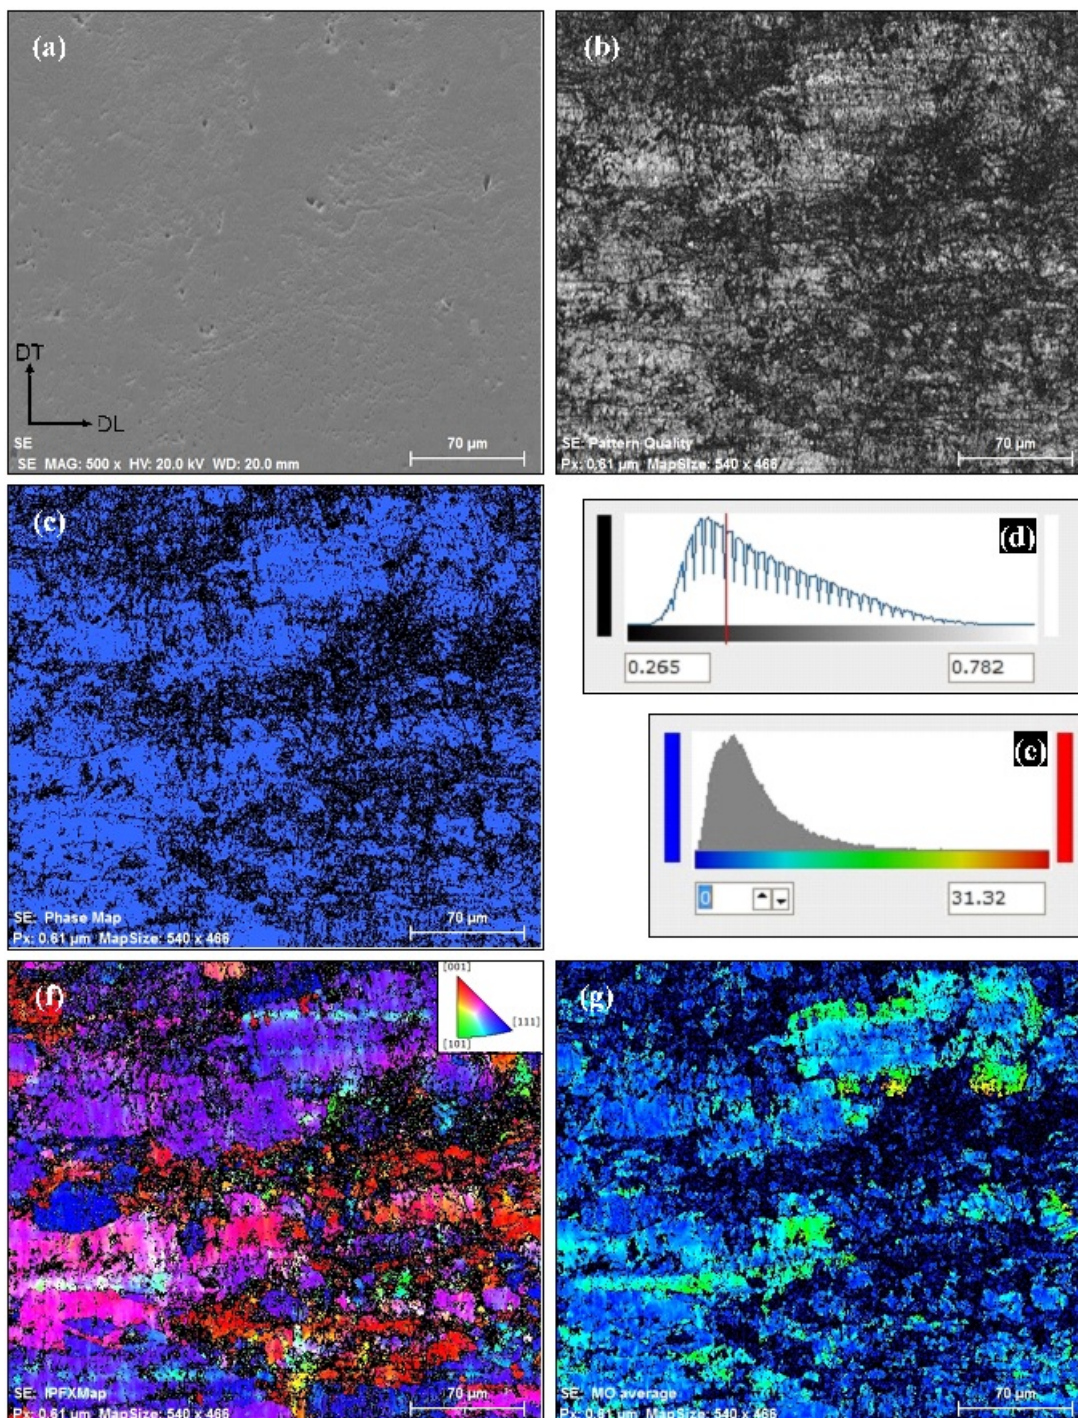 (a)
DT
DL
SE
70 µm
SE MAG: 500 x HV: 20.0 kV WD: 20.0 mm
(b)
SE: Pattern Quality
70 µm
Px: 0.61 µm MapSize: 540 x 466
(c)
SE: Phase Map
70 µm
Px: 0.61 µm MapSize: 540 x 466
(d)
0.265
0.782
(e)
0
31.32
(f)
[001]
[111]
[101]
SE: IPFXMap
70 µm
Px: 0.61 µm MapSize: 540 x 466
(g)
SE: MO average
70 µm
Px: 0.61 µm MapSize: 540 x 466